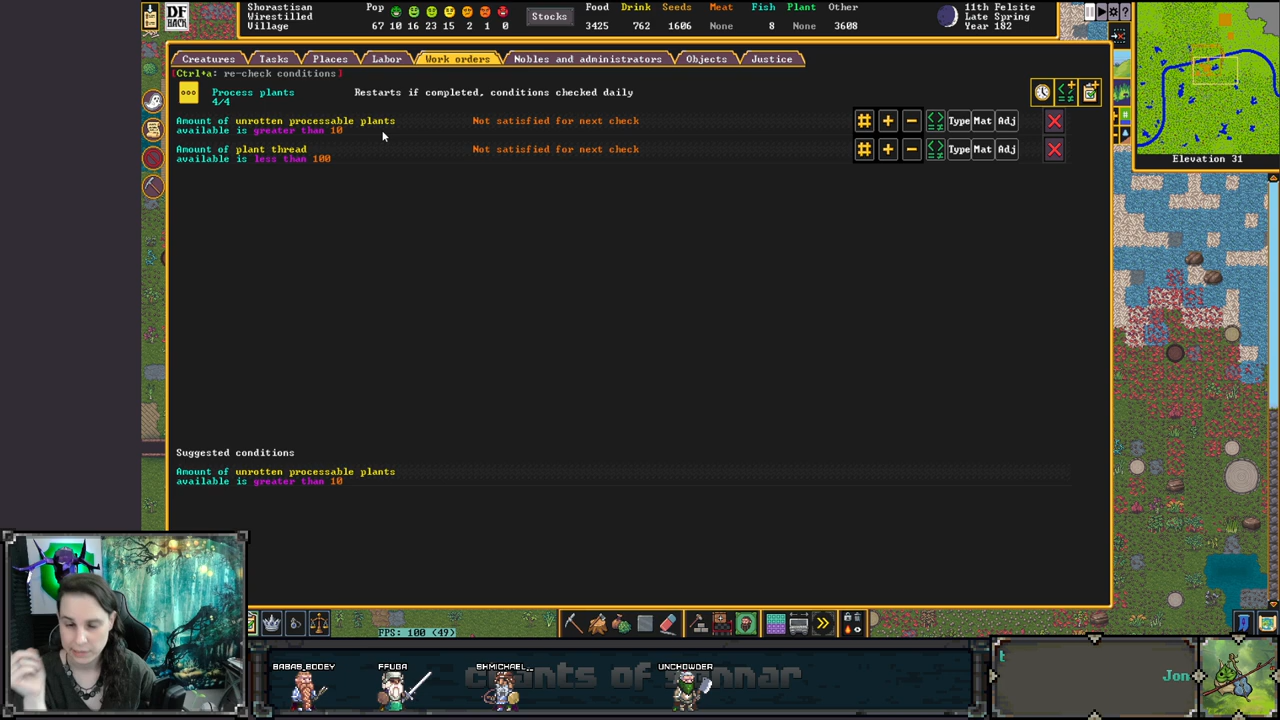 Shorastisan
Wirestilled
Village
Pop
67 10 16 23 15 2 1 0
Stocks
Food Drink Seeds Meat Fish Plant Other
3425 762 1606 None 8 None 3608
11th Felsite
Late Spring
Year 182
DF
HACK
Creatures Tasks Places Labor Work orders Nobles and administrators Objects Justice
[Ctrl+a: re-check conditions]
Process plants
4/4
Restarts if completed, conditions checked daily
Amount of unrotten processable plants
available is greater than 10
Not satisfied for next check
Type Mat Adj
Amount of plant thread
available is less than 100
Not satisfied for next check
Type Mat Adj
Elevation 31
Suggested conditions
Amount of unrotten processable plants
available is greater than 10
FPS: 100 (49)
BABAB_BOOEY
FFUBA
SHMICHAEL_
UNCHOWDER
t
Jon